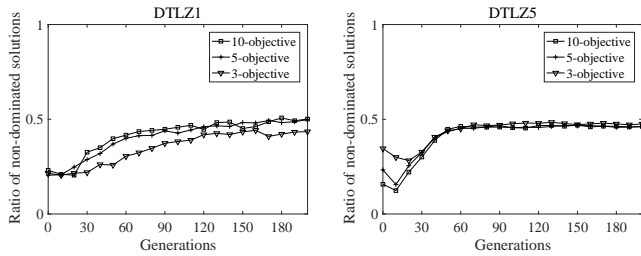 DTLZ1
Ratio of non-dominated solutions
1
0.5
0
10-objective
5-objective
3-objective
0 30 60 90 120 150 180
Generations
DTLZ5
Ratio of non-dominated solutions
1
0.5
0
10-objective
5-objective
3-objective
0 30 60 90 120 150 180
Generations